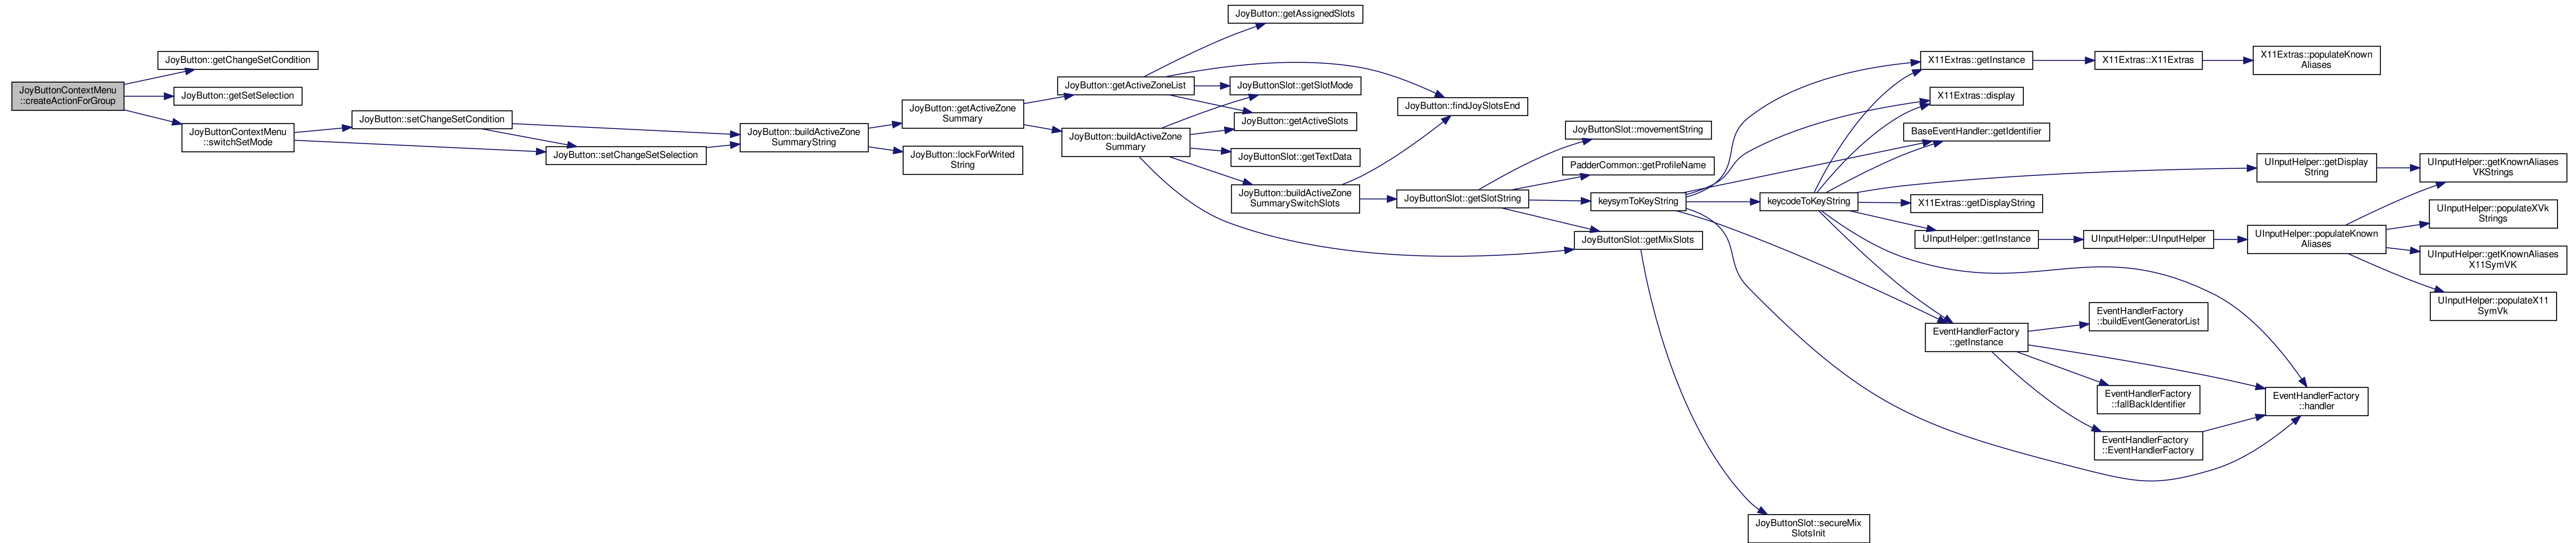 JoyButtonContextMenu
::createActionForGroup
JoyButton::getChangeSetCondition
JoyButton::getSetSelection
JoyButtonContextMenu
::switchSetMode
JoyButton::setChangeSetCondition
JoyButton::setChangeSetSelection
JoyButton::buildActiveZone
SummaryString
JoyButton::getActiveZone
Summary
JoyButton::lockForWrited
String
JoyButton::getActiveZoneList
JoyButton::buildActiveZone
Summary
JoyButton::getAssignedSlots
JoyButtonSlot::getSlotMode
JoyButton::getActiveSlots
JoyButtonSlot::getTextData
JoyButton::buildActiveZone
SummarySwitchSlots
JoyButton::findJoySlotsEnd
JoyButtonSlot::getSlotString
JoyButtonSlot::movementString
PadderCommon::getProfileName
keysymToKeyString
JoyButtonSlot::getMixSlots
JoyButtonSlot::secureMix
SlotsInit
keycodeToKeyString
X11Extras::getInstance
X11Extras::display
BaseEventHandler::getIdentifier
X11Extras::getDisplayString
UInputHelper::getInstance
EventHandlerFactory
::getInstance
X11Extras::X11Extras
UInputHelper::UInputHelper
EventHandlerFactory
::buildEventGeneratorList
EventHandlerFactory
::fallBackIdentifier
EventHandlerFactory
::EventHandlerFactory
X11Extras::populateKnown
Aliases
UInputHelper::getDisplay
String
UInputHelper::populateKnown
Aliases
EventHandlerFactory
::handler
UInputHelper::getKnownAliases
VKStrings
UInputHelper::populateXVk
Strings
UInputHelper::getKnownAliases
X11SymVK
UInputHelper::populateX11
SymVk